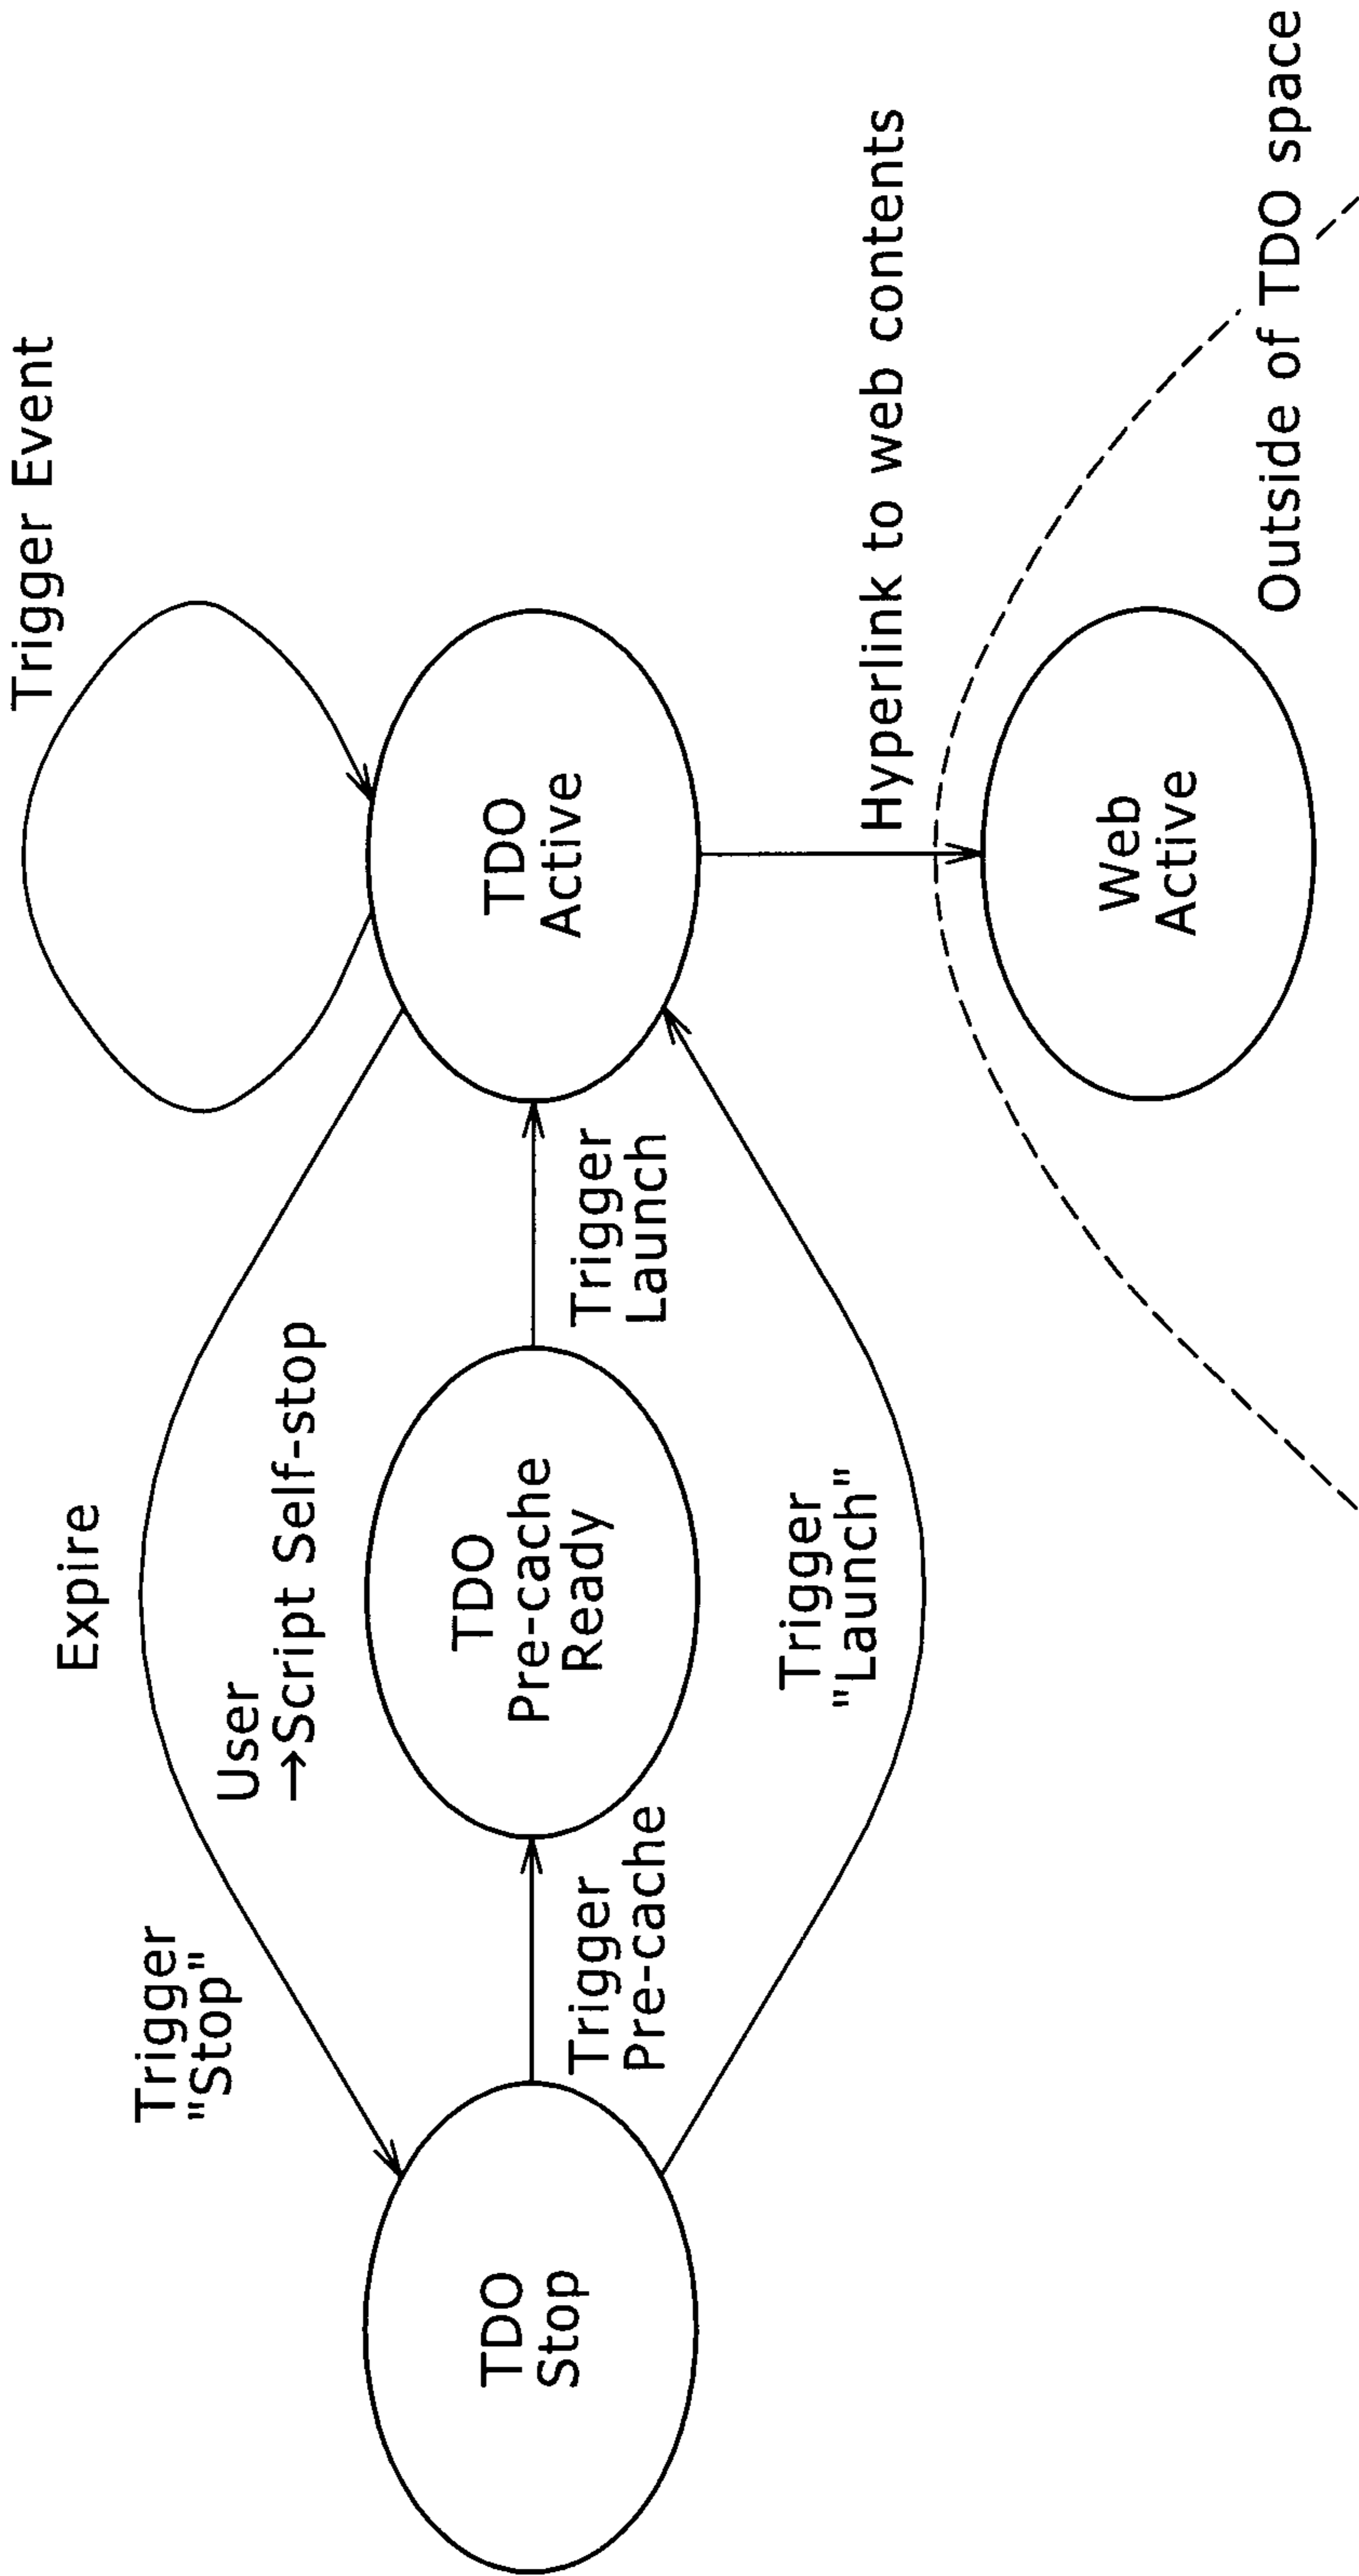 Trigger Event
Expire
Trigger
"Stop"
User
→Script Self-stop
TDO
Stop
Trigger
Pre-cache
TDO
Pre-cache
Ready
Trigger
Launch
TDO
Active
Trigger
"Launch"
Hyperlink to web contents
Web
Active
Outside of TDO space